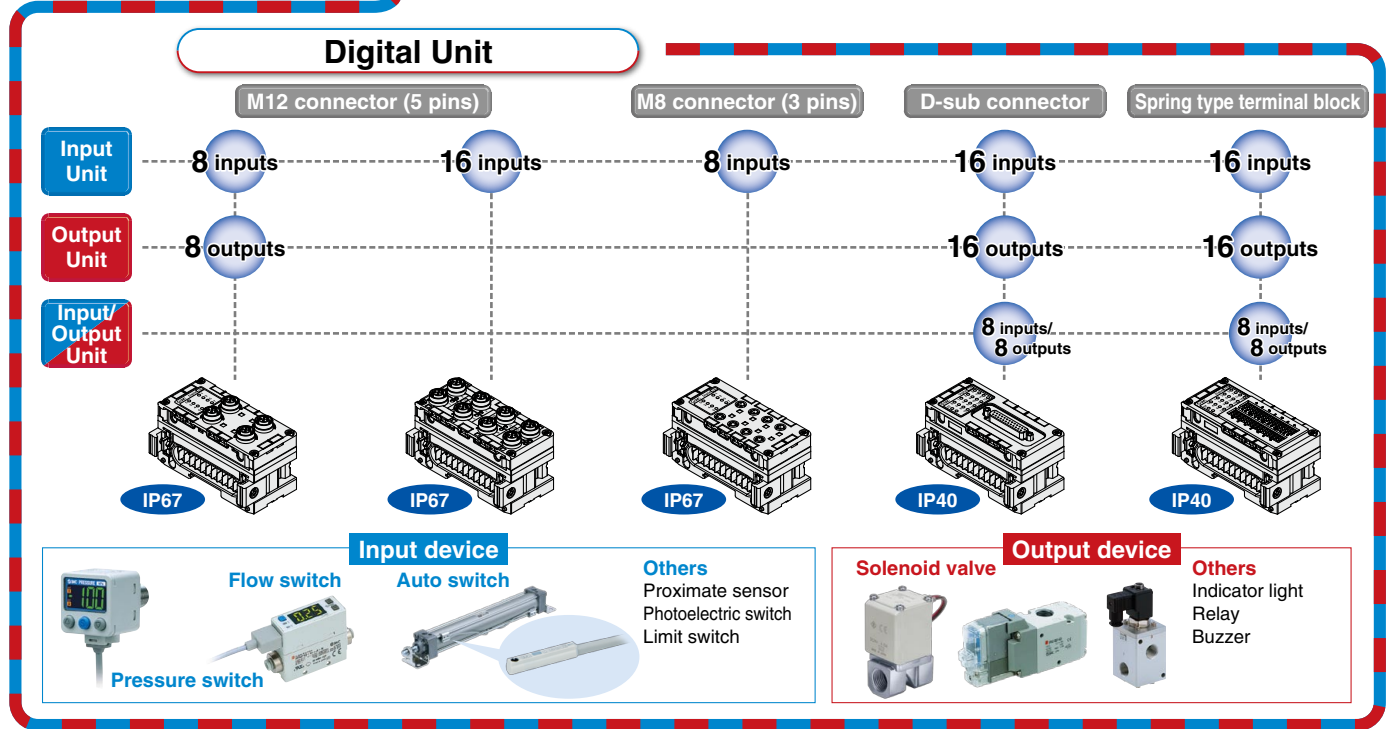 Digital Unit
M12 connector (5 pins)
M8 connector (3 pins)
D-sub connector
Spring type terminal block
Input
Unit
8 inputs
16 inputs
8 inputs
16 inputs
16 inputs
Output
Unit
8 outputs
16 outputs
16 outputs
Input/
Output
Unit
8 inputs/
8 outputs
8 inputs/
8 outputs
IP67
IP67
IP67
IP40
IP40
Input device
Pressure switch
Flow switch
Auto switch
Others
Proximate sensor
Photoelectric switch
Limit switch
100
Output device
Solenoid valve
Others
Indicator light
Relay
Buzzer